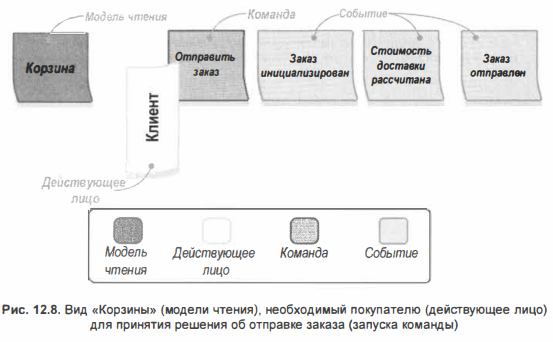 Модель чтения
Команда
Событие
Корзина
Отправить
заказ
Заказ
инициализирован
Стоимость
доставки
рассчитана
Заказ
отправлен
Клиент
Действующее
лицо
Модель
чтения
Действующее
лицо
Команда
Событие
Рис. 12.8. Вид «Корзины» (модели чтения), необходимый покупателю (действующее лицо)
для принятия решения об отправке заказа (запуска команды)